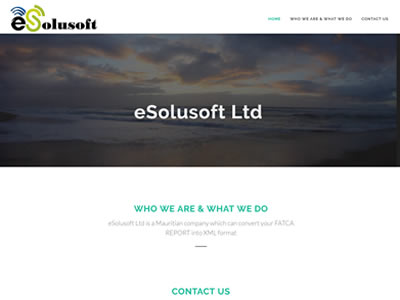 eSolusoft
HOME WHO WE ARE & WHAT WE DO CONTACT US
eSolusoft Ltd
WHO WE ARE & WHAT WE DO
eSolusoft Ltd is a Mauritian company which can convert your FATCA
REPORT into XML format.
CONTACT US